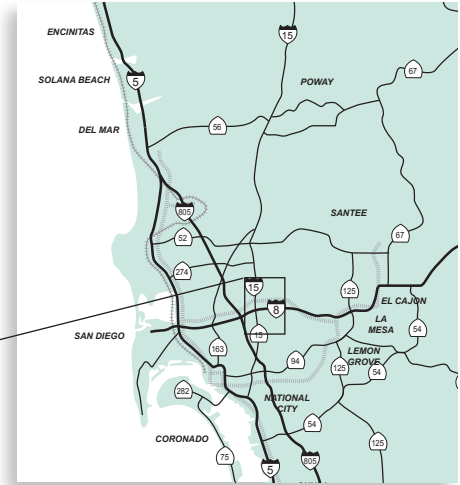 ENCINITAS
15
SOLANA BEACH
5
67
POWAY
56
DEL MAR
805
SANTEE
52
67
274
15
125
8
EL CAJON
LA
MESA
SAN DIEGO
15
54
163
94
LEMON
GROVE
125
54
282
NATIONAL
CITY
54
CORONADO
125
75
5
805